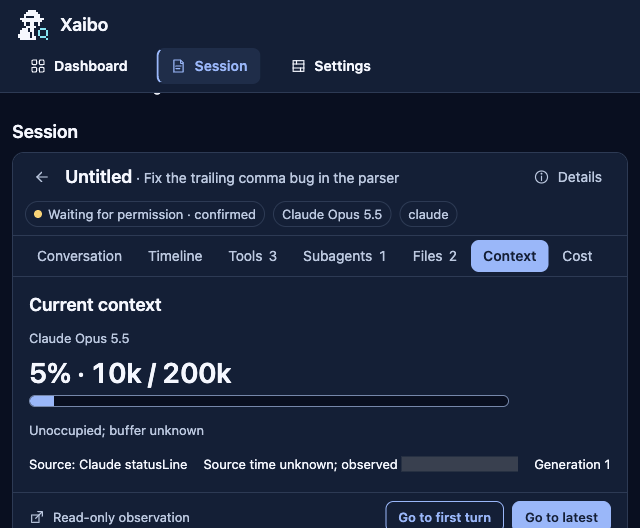 Xaibo
Dashboard Session Settings
Session
Untitled · Fix the trailing comma bug in the parser Details
Waiting for permission · confirmed Claude Opus 5.5 claude
Conversation Timeline Tools 3 Subagents 1 Files 2 Context Cost
Current context
Claude Opus 5.5
5% · 10k / 200k
Unoccupied; buffer unknown
Source: Claude statusLine Source time unknown; observed Generation 1
Read-only observation Go to first turn Go to latest